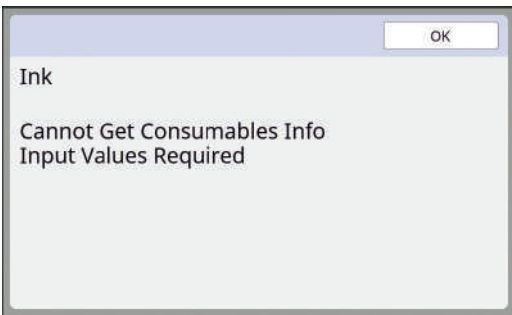 OK
Ink
Cannot Get Consumables Info
Input Values Required